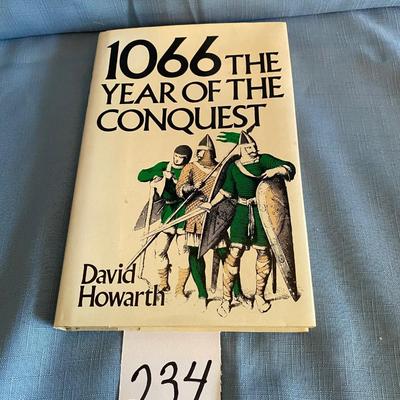 1066 THE
YEAR OF THE
CONQUEST
David
Howarth
234